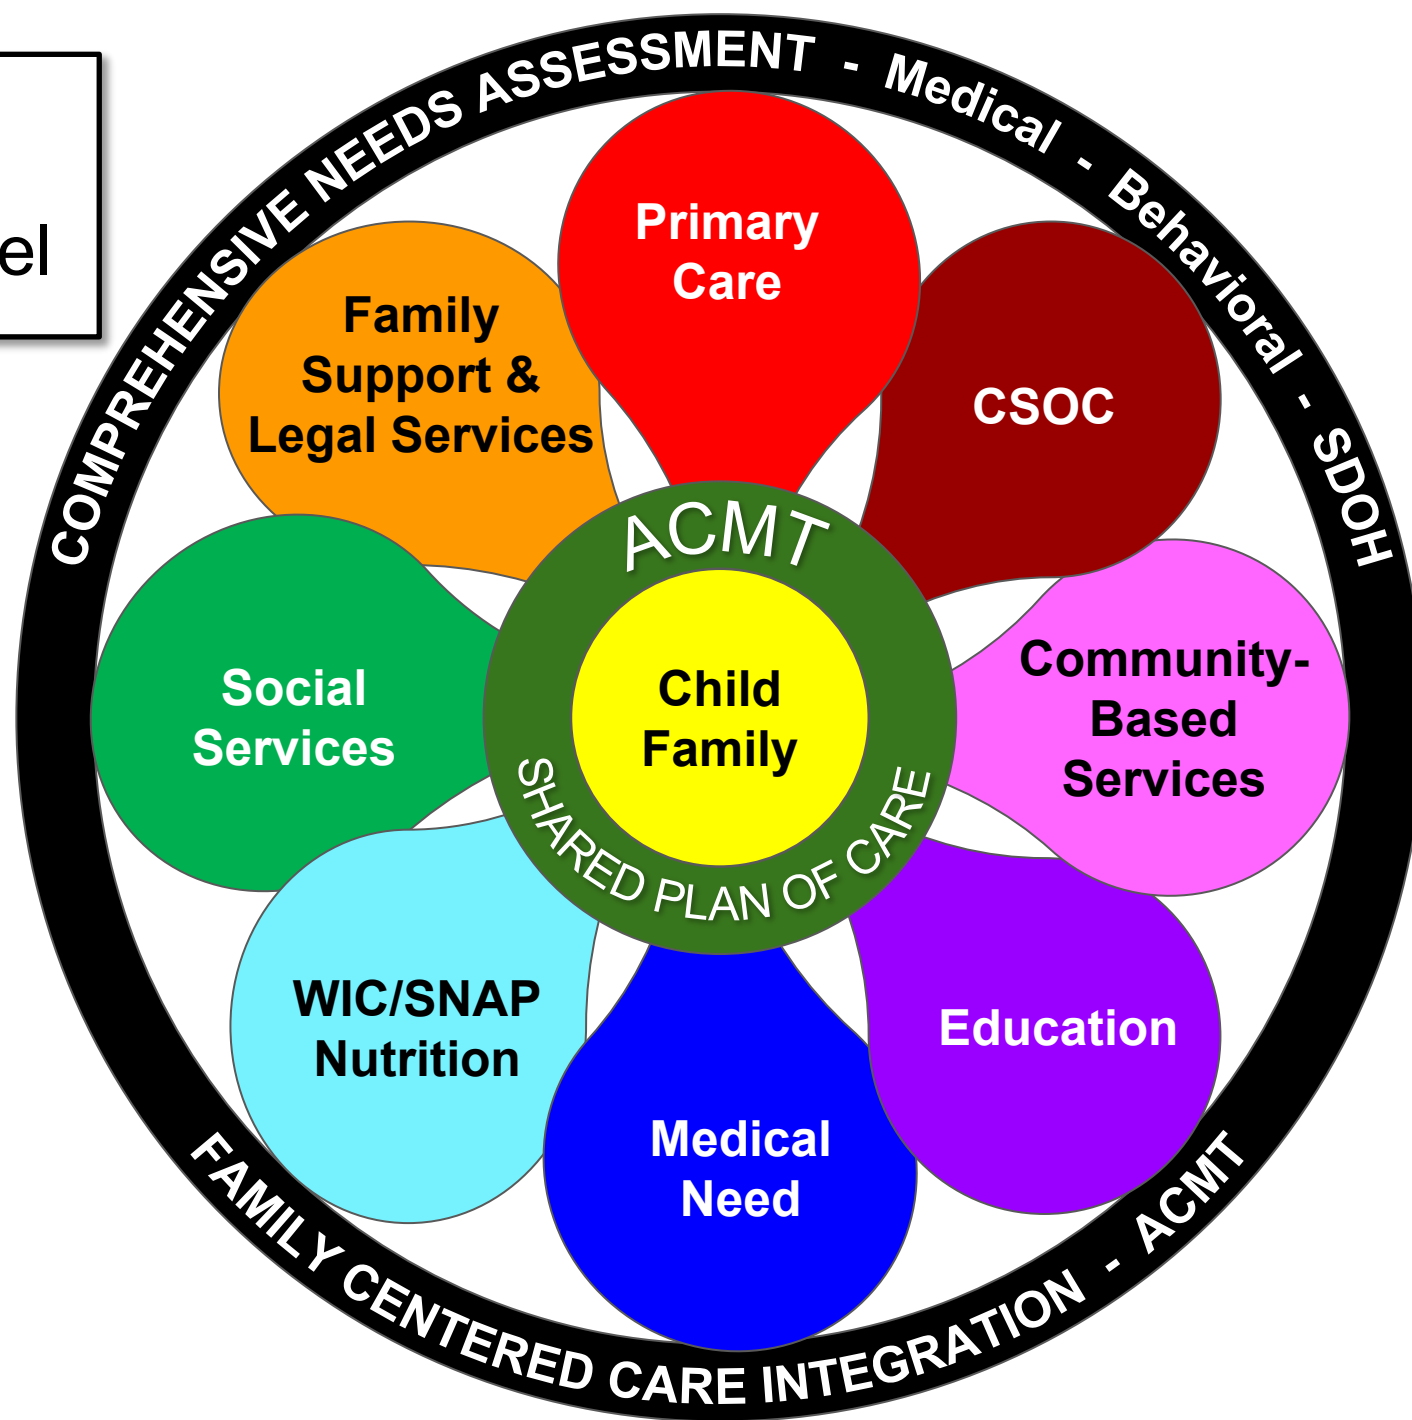 el
COMPREHENSIVE NEEDS ASSESSMENT - Medical - Behavioral - SDOH
Primary
Care
Family
Support &
Legal Services
CSOC
ACMT
Child
Family
SHARED PLAN OF CARE
Social
Services
Community-
Based
Services
WIC/SNAP
Nutrition
Education
Medical
Need
FAMILY CENTERED CARE INTEGRATION - ACMT